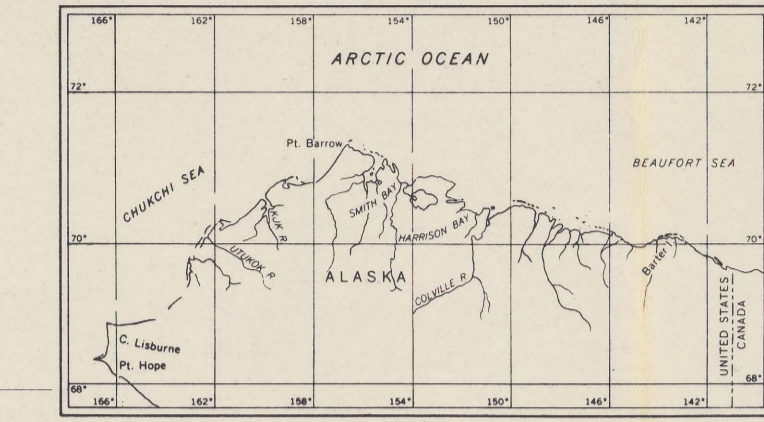 166° 162° 158° 154° 150° 146° 142°
ARCTIC OCEAN
72° 72°
Pt. Barrow
BEAUFORT SEA
CHUKCHI SEA
SMITH BAY
KUK R.
HARRISON BAY
70° 70°
UTUKOK R.
ALASKA
Barter I.
COLVILLE R.
UNITED STATES
CANADA
C. Lisburne
Pt. Hope
68° 68°
166° 162° 158° 154° 150° 146° 142°